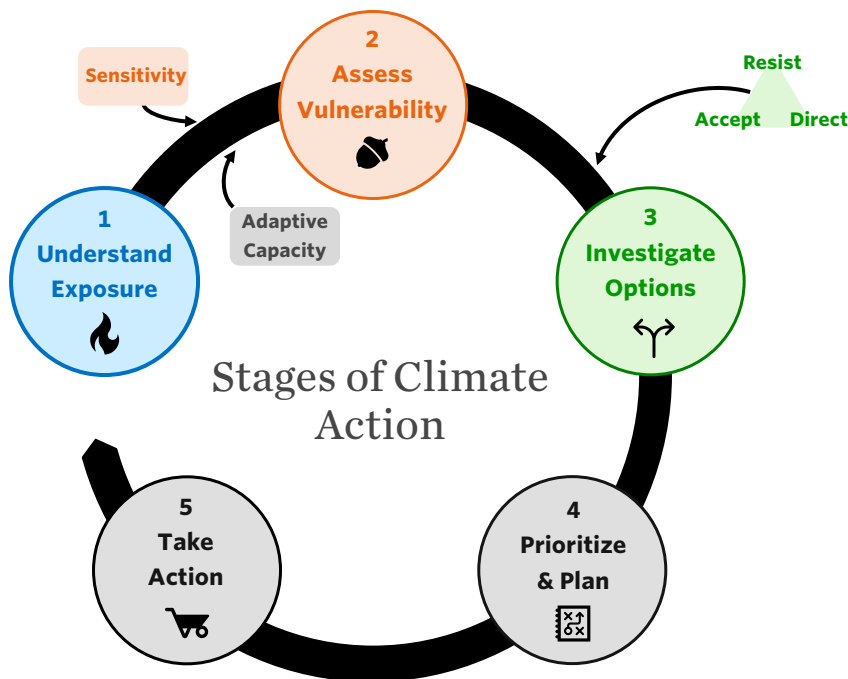 2
Assess
Vulnerability
Sensitivity
Resist
Accept
Direct
1
Understand
Exposure
Adaptive
Capacity
3
Investigate
Options
Stages of Climate
Action
5
Take
Action
4
Prioritize
& Plan